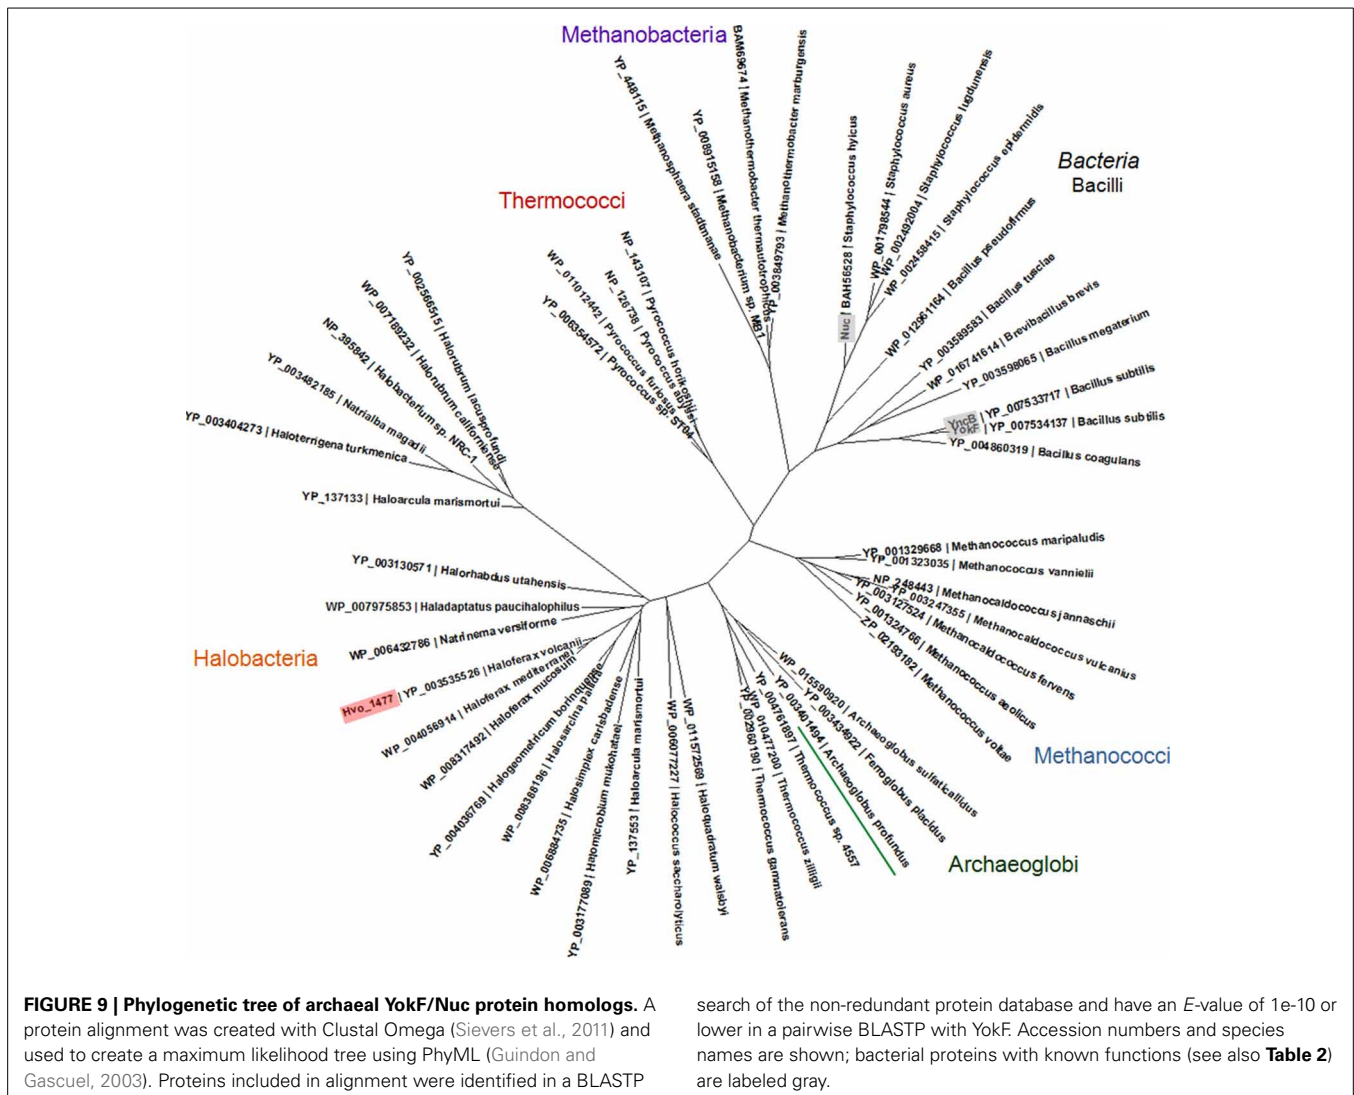 Methanobacteria
YP_448115 | Methanosphaera stadtmanae
YP_008915158 | Methanobacterium sp. MB1
BAM69674 | Methanothermobacter thermautotrophicus
YP_003849793 | Methanothermobacter marburgensis
Bacteria
Bacilli
Nuc | BAH56528 | Staphylococcus hyicus
WP_001798544 | Staphylococcus aureus
WP_002492004 | Staphylococcus lugdunensis
WP_002458415 | Staphylococcus epidermidis
WP_012961164 | Bacillus pseudofirmus
YP_003589583 | Bacillus tusciae
WP_016741614 | Brevibacillus brevis
YP_003598065 | Bacillus megaterium
YncB | YP_007533717 | Bacillus subtilis
YokF | YP_007534137 | Bacillus subtilis
YP_004860319 | Bacillus coagulans
Thermococci
NP_143107 | Pyrococcus horikoshii
NP_126738 | Pyrococcus abyssi
WP_011012442 | Pyrococcus furiosus
YP_006354572 | Pyrococcus sp. ST04
YP_002566515 | Halorubrum lacusprofundi
WP_007189232 | Halorubrum californiense
NP_395842 | Halobacterium sp. NRC-1
YP_003482185 | Natrialba magadii
YP_003404273 | Haloterrigena turkmenica
YP_137133 | Haloarcula marismortui
YP_003130571 | Halorhabdus utahensis
WP_007975853 | Haladaptatus paucihalophilus
WP_006432786 | Natrinema versiforme
Halobacteria
Hvo_1477 | YP_003535526 | Haloferax volcanii
WP_004056914 | Haloferax mediterranei
WP_008317492 | Haloferax mucosum
YP_004036769 | Halogeometricum borinquense
WP_008388196 | Halosarcina pallida
WP_006884735 | Halosimplex carlsbadense
YP_003177089 | Halomicrobium mukohataei
YP_137553 | Haloarcula marismortui
WP_006077227 | Halococcus saccharolyticus
WP_011572569 | Haloquadratum walsbyi
YP_002960190 | Thermococcus gammatolerans
WP_010477200 | Thermococcus zilligii
YP_004761897 | Thermococcus sp. 4557
YP_003401494 | Archaeoglobus profundus
YP_003434922 | Ferroglobus placidus
WP_015590920 | Archaeoglobus sulfaticallidus
Archaeoglobi
YP_001329668 | Methanococcus maripaludis
YP_001323035 | Methanococcus vannielii
NP_248443 | Methanocaldococcus jannaschii
YP_003247355 | Methanocaldococcus vulcanius
YP_003127524 | Methanocaldococcus fervens
YP_001324766 | Methanococcus aeolicus
ZP_02193182 | Methanococcus voltae
Methanococci
FIGURE 9 | Phylogenetic tree of archaeal YokF/Nuc protein homologs. A
protein alignment was created with Clustal Omega (Sievers et al., 2011) and
used to create a maximum likelihood tree using PhyML (Guindon and
Gascuel, 2003). Proteins included in alignment were identified in a BLASTP
search of the non-redundant protein database and have an E-value of 1e-10 or
lower in a pairwise BLASTP with YokF. Accession numbers and species
names are shown; bacterial proteins with known functions (see also Table 2)
are labeled gray.